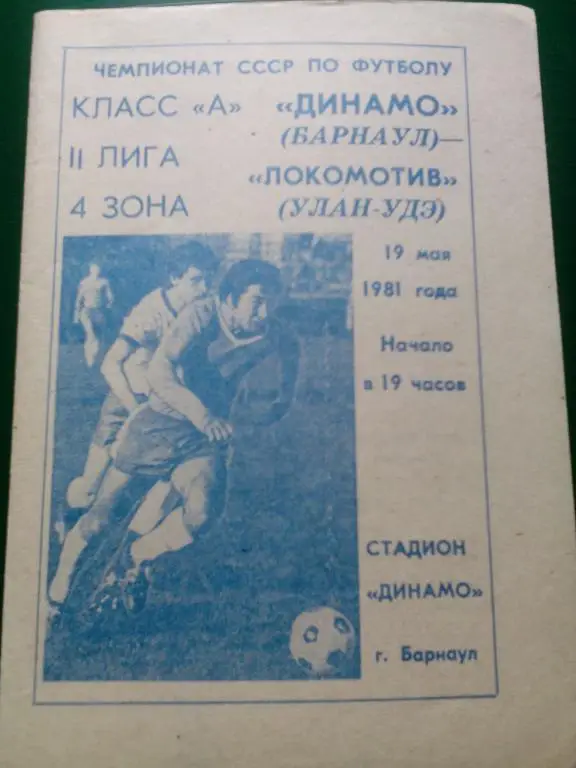 ЧЕМПИОНАТ СССР ПО ФУТБОЛУ
КЛАСС «А» «ДИНАМО»
(БАРНАУЛ)—
II ЛИГА
«ЛОКОМОТИВ»
4 ЗОНА (УЛАН-УДЭ)
19 мая
1981 года
Начало
в 19 часов
СТАДИОН
«ДИНАМО»
г. Барнаул